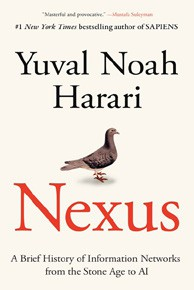 "Masterful and provocative." —Mustafa Suleyman
#1 New York Times bestselling author of SAPIENS
Yuval Noah
Harari
Nexus
A Brief History of Information Networks
from the Stone Age to AI